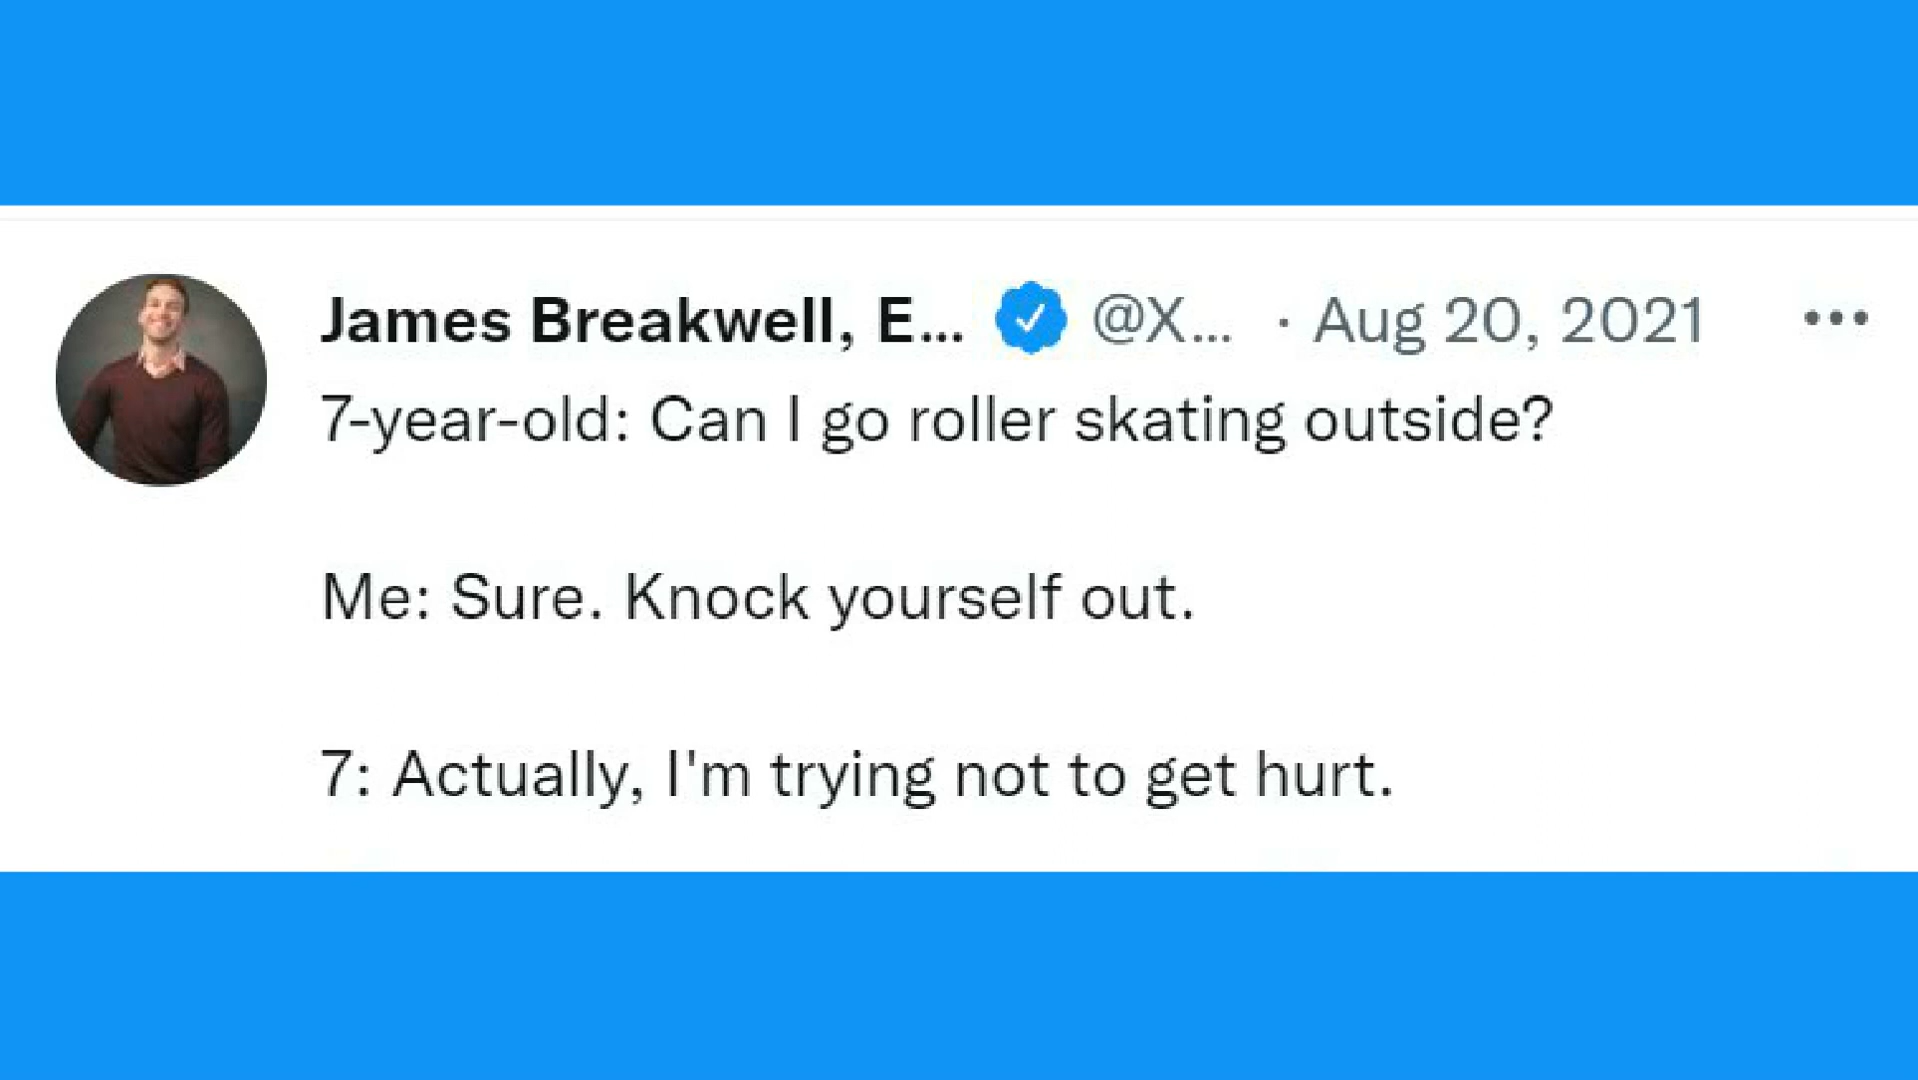 James Breakwell, E... @X... · Aug 20, 2021
7-year-old: Can I go roller skating outside?
Me: Sure. Knock yourself out.
7: Actually, I'm trying not to get hurt.